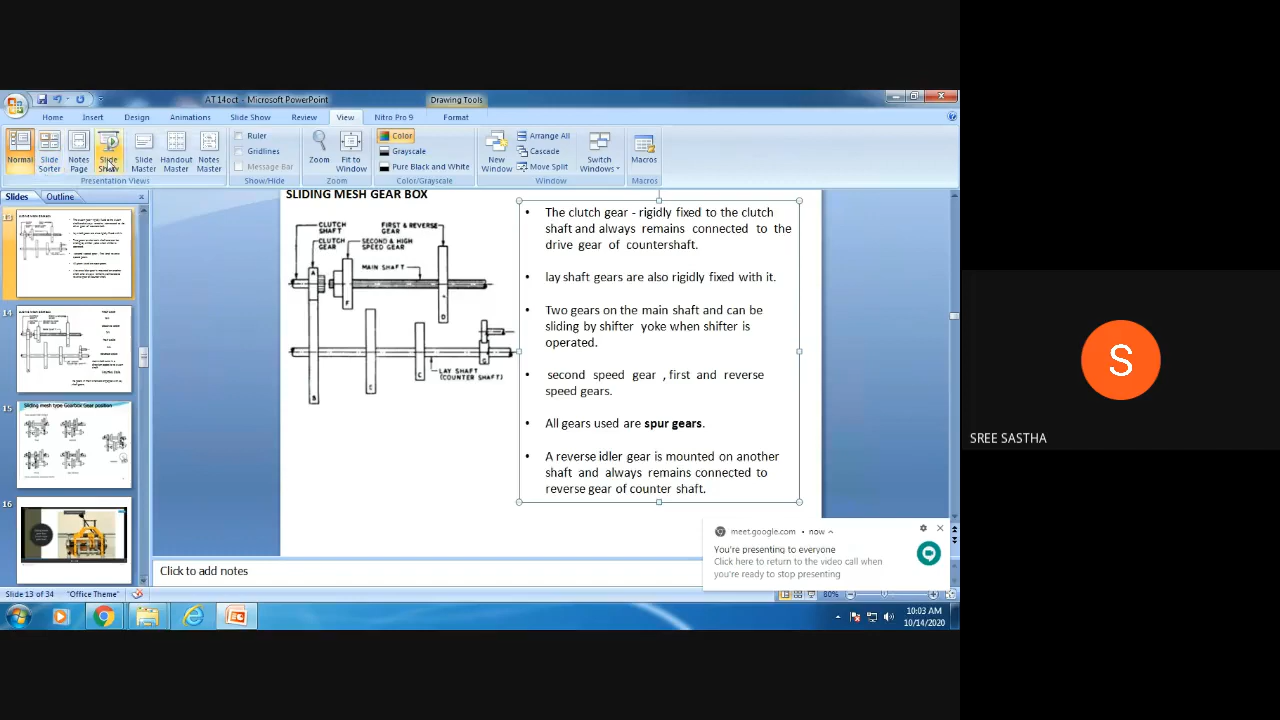 AT14oct - Microsoft PowerPoint
Drawing Tools
Home
Insert
Design
Animations
Slide Show
Review
View
Nitro Pro 9
Format
Normal
Slide Sorter
Notes Page
Slide Show
Slide Master
Handout Master
Notes Master
Presentation Views
Ruler
Gridlines
Message Bar
Show/Hide
Zoom
Fit to Window
Zoom
Color
Grayscale
Pure Black and White
Color/Grayscale
New Window
Arrange All
Cascade
Move Split
Switch Windows
Window
Macros
Macros
Slides
Outline
14
15
Sliding mesh type Gearbox Gear position
16
SLIDING MESH GEAR BOX
CLUTCH SHAFT
FIRST & REVERSE GEAR
CLUTCH GEAR
SECOND & HIGH SPEED GEAR
MAIN SHAFT
A
F
D
B
C
G
LAY SHAFT
(COUNTER SHAFT)
• The clutch gear - rigidly fixed to the clutch
shaft and always remains connected to the
drive gear of countershaft.
• lay shaft gears are also rigidly fixed with it.
• Two gears on the main shaft and can be
sliding by shifter yoke when shifter is
operated.
• second speed gear , first and reverse
speed gears.
• All gears used are spur gears.
• A reverse idler gear is mounted on another
shaft and always remains connected to
reverse gear of counter shaft.
meet.google.com • now
You're presenting to everyone
Click here to return to the video call when
you're ready to stop presenting
Click to add notes
Slide 13 of 34
"Office Theme"
80%
10:03 AM
10/14/2020
S
SREE SASTHA